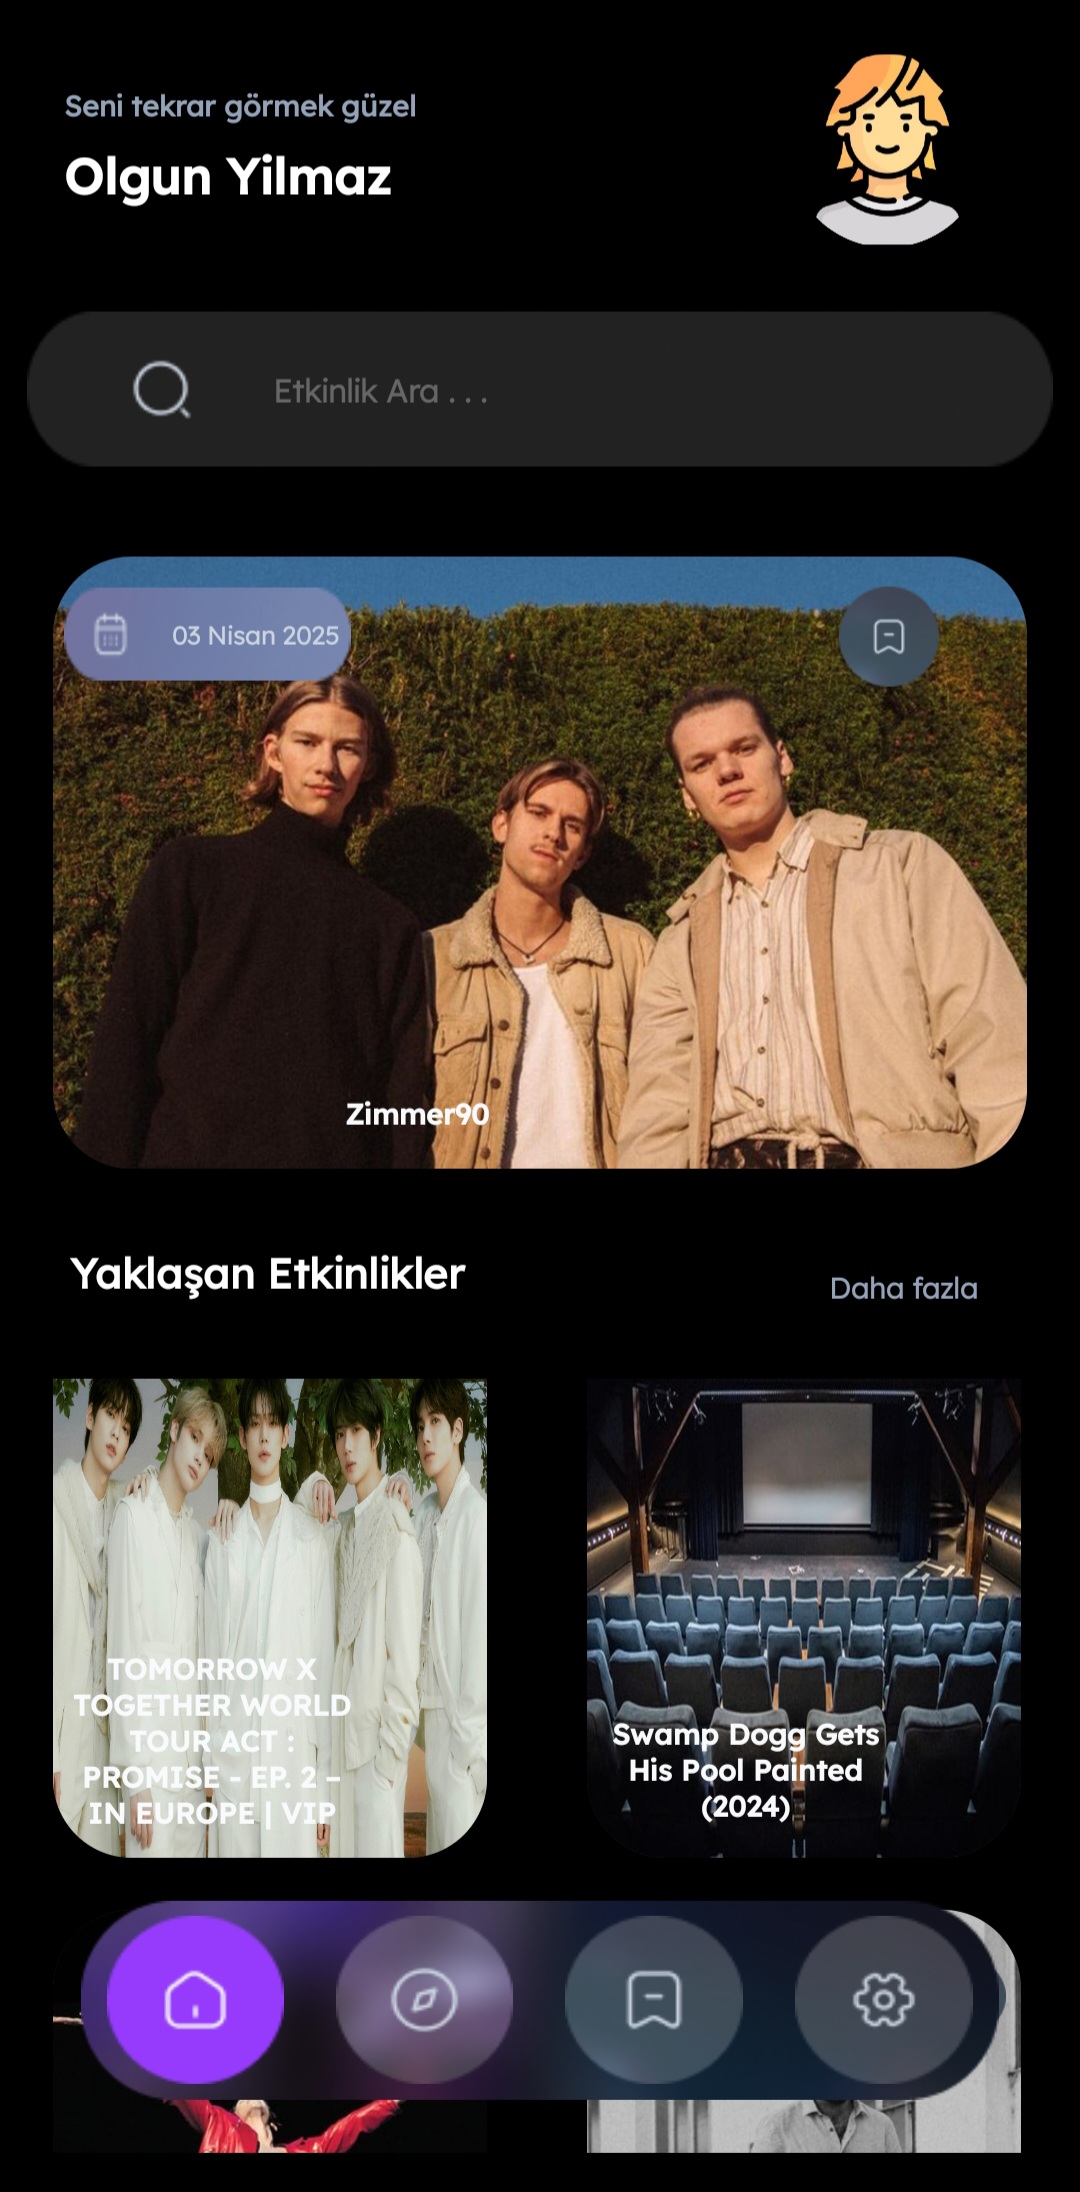 Seni tekrar görmek güzel
Olgun Yilmaz
Etkinlik Ara . . .
03 Nisan 2025
Zimmer90
Yaklaşan Etkinlikler
Daha fazla
TOMORROW X
TOGETHER WORLD
TOUR ACT :
PROMISE - EP. 2 –
IN EUROPE | VIP
Swamp Dogg Gets
His Pool Painted
(2024)